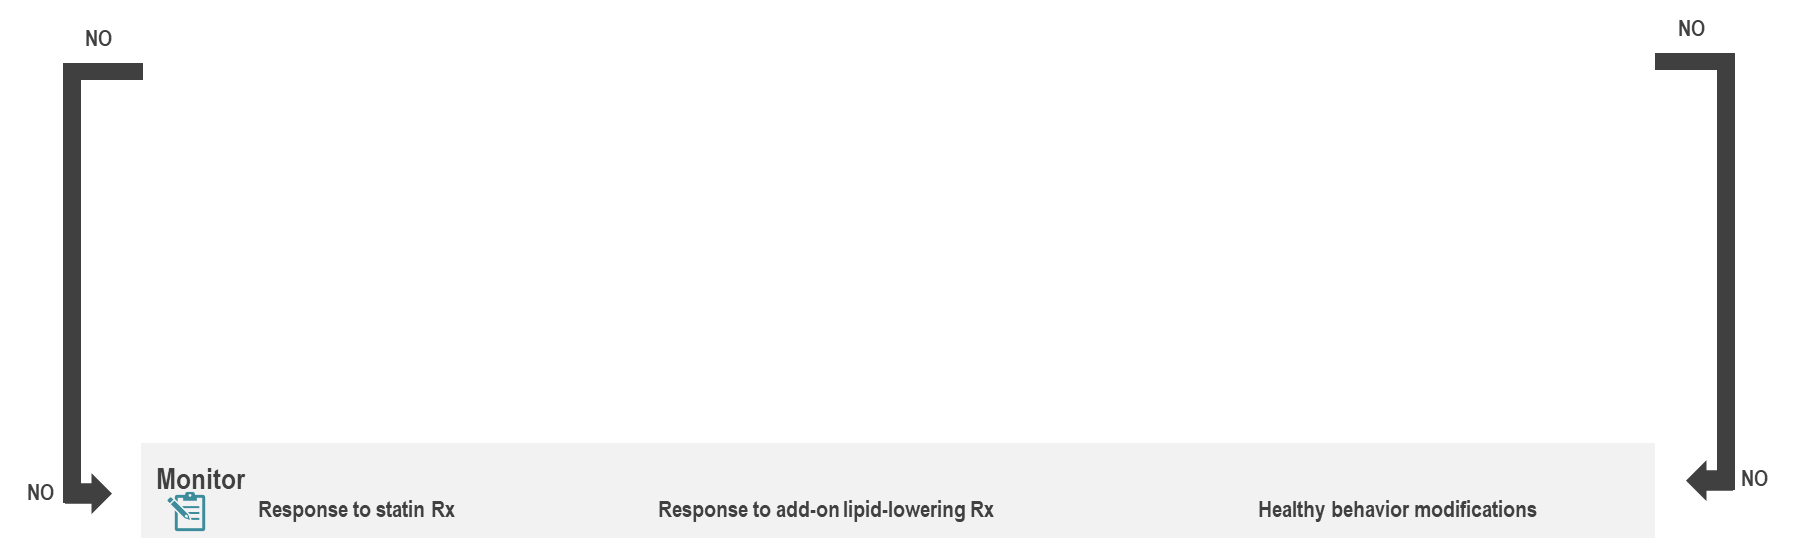 NO
NO
NO
Monitor
NO
Response to statin Rx
Response to add-on lipid-lowering Rx
Healthy behavior modifications